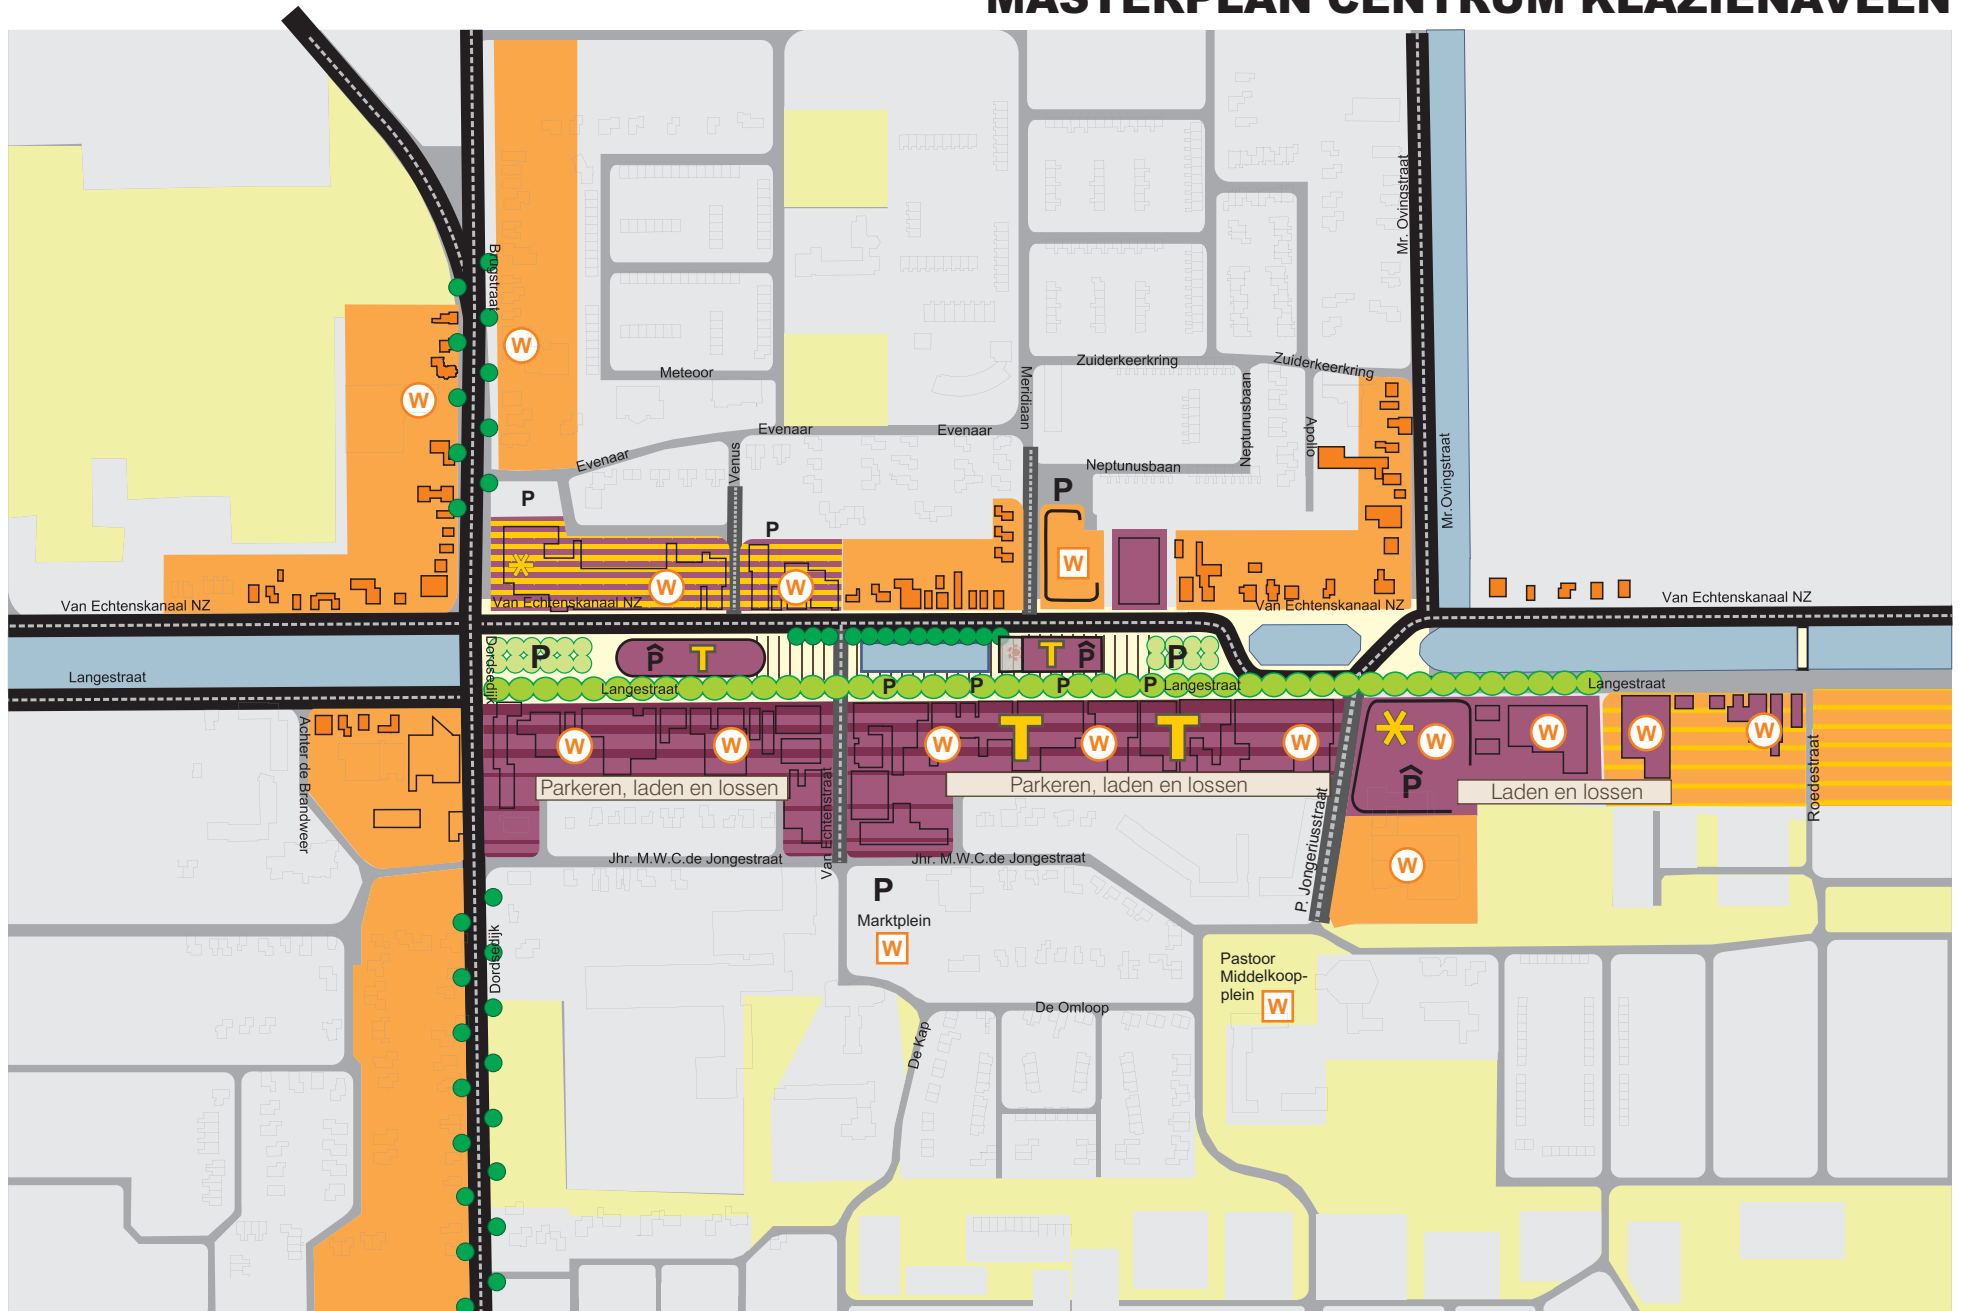 MASTERPLAN CENTRUM KLAZIENAVEEN
Mr. Ovingstraat
Brugstraat
W
W
Meteoor
Zuiderkeerkring
Zuiderkeerkring
Meridiaan
Neptunusbaan
Apollo
Evenaar
Evenaar
Evenaar
Venus
Neptunusbaan
Mr.Ovingstraat
P
P
P
W
W
W
Van Echtenskanaal NZ
Van Echtenskanaal NZ
Van Echtenskanaal NZ
Van Echtenskanaal NZ
Dordsedijk
P
P
T
T
P
P
Langestraat
Langestraat
P
P
P
P
Langestraat
Langestraat
Achter de Brandweer
W
W
W
T
W
T
W
W
W
W
W
P
Parkeren, laden en lossen
Parkeren, laden en lossen
Laden en lossen
Roedestraat
Van Echtenstraat
P. Jongeriusstraat
Jhr. M.W.C.de Jongestraat
Jhr. M.W.C.de Jongestraat
W
P
Marktplein
W
Dordsedijk
Pastoor
Middelkoop-
plein
W
De Omloop
De Kap